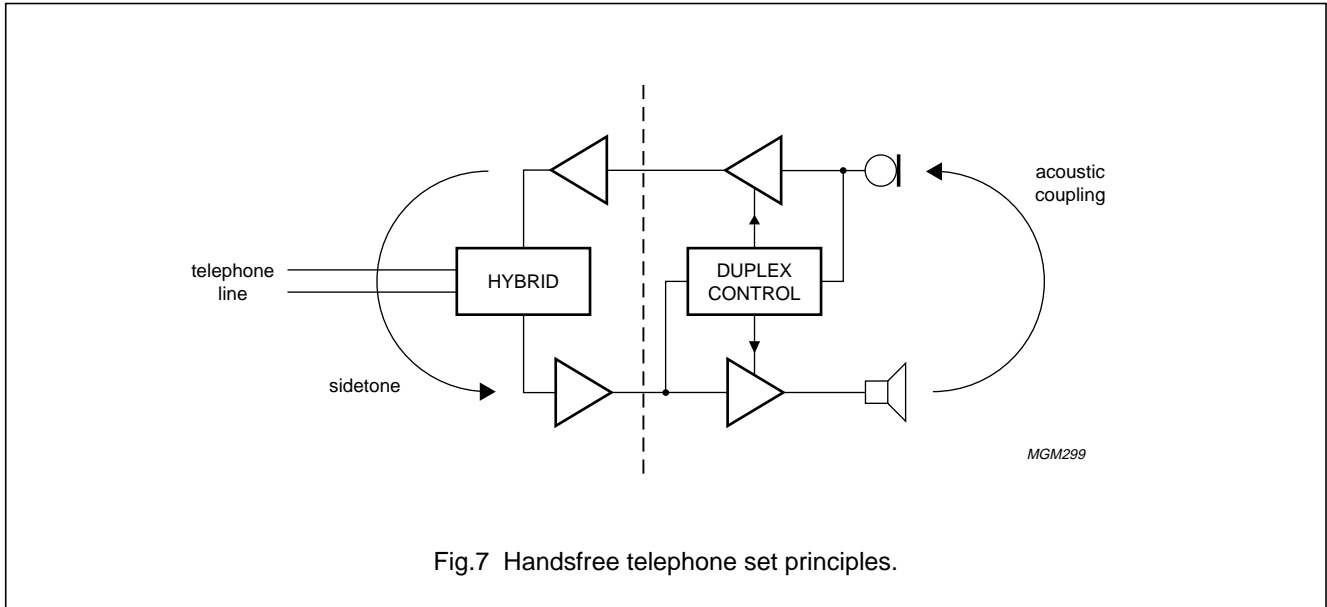 acoustic
coupling
telephone
line
HYBRID
DUPLEX
CONTROL
sidetone
MGM299
Fig.7 Handsfree telephone set principles.